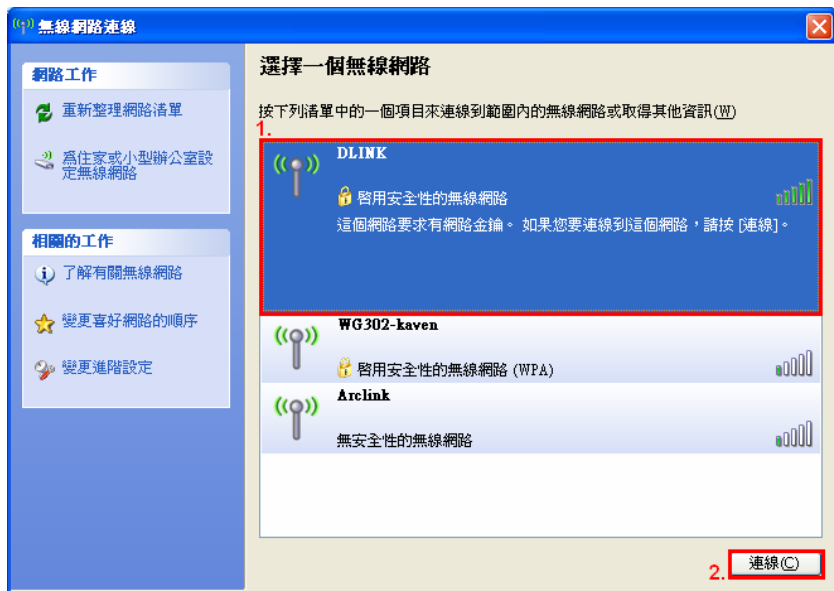 無線網路連線
網路工作
重新整理網路清單
為住家或小型辦公室設
定無線網路
相關的工作
了解有關無線網路
變更喜好網路的順序
變更進階設定
選擇一個無線網路
按下列清單中的一個項目來連線到範圍內的無線網路或取得其他資訊(W)
1.
DLINK
啟用安全性的無線網路
這個網路要求有網路金鑰。如果您要連線到這個網路，請按 [連線]。
WG302-kaven
啟用安全性的無線網路 (WPA)
Arclink
無安全性的無線網路
2.
連線(C)